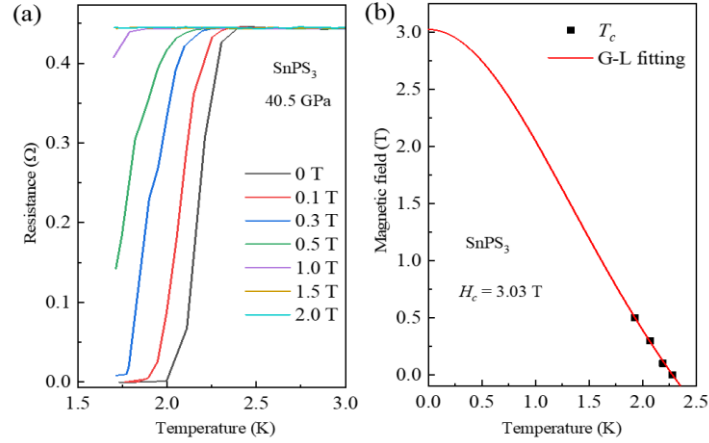 (a)
SnPS₃
40.5 GPa
0 T
0.1 T
0.3 T
0.5 T
1.0 T
1.5 T
2.0 T
Resistance (Ω)
0.4
0.3
0.2
0.1
0.0
1.5 2.0 2.5 3.0
Temperature (K)
(b)
T_c
G-L fitting
SnPS₃
H_c = 3.03 T
Magnetic field (T)
3.0
2.5
2.0
1.5
1.0
0.5
0.0
0.0 0.5 1.0 1.5 2.0 2.5
Temperature (K)